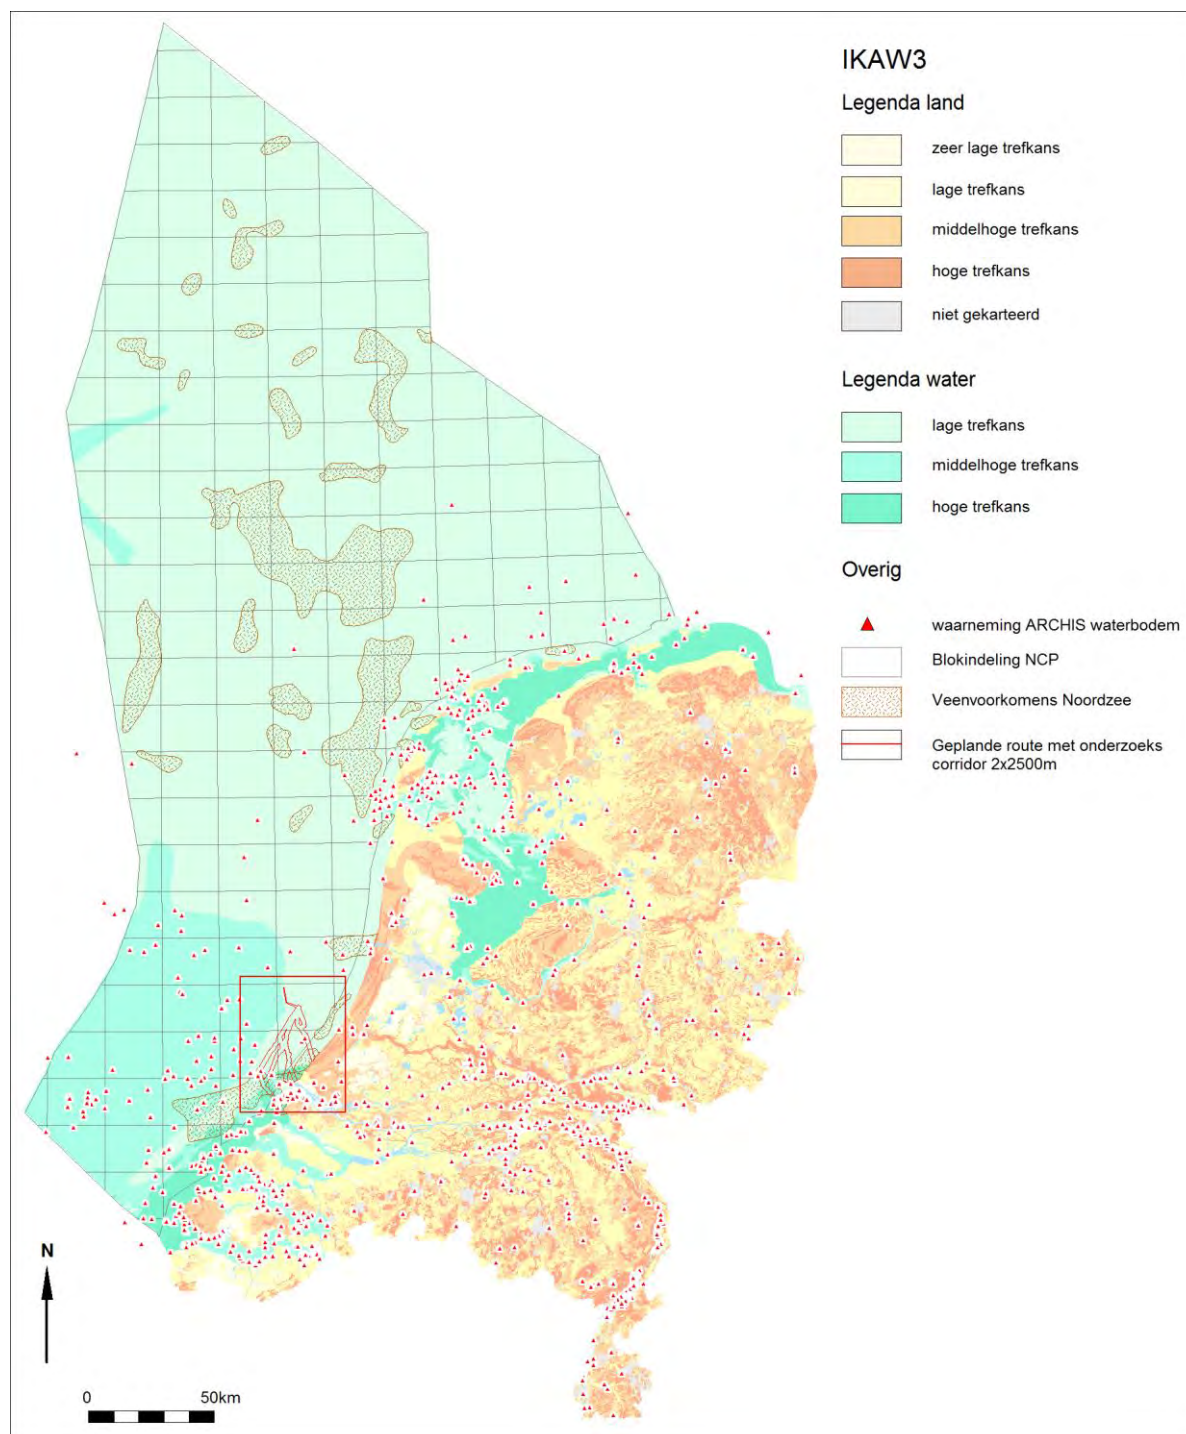 IKAW3
Legenda land
zeer lage trefkans
lage trefkans
middelhoge trefkans
hoge trefkans
niet gekarteerd
Legenda water
lage trefkans
middelhoge trefkans
hoge trefkans
Overig
waarneming ARCHIS waterbodem
Blokindeling NCP
Veenvoorkomens Noordzee
Geplande route met onderzoeks
corridor 2x2500m
N
0 50km